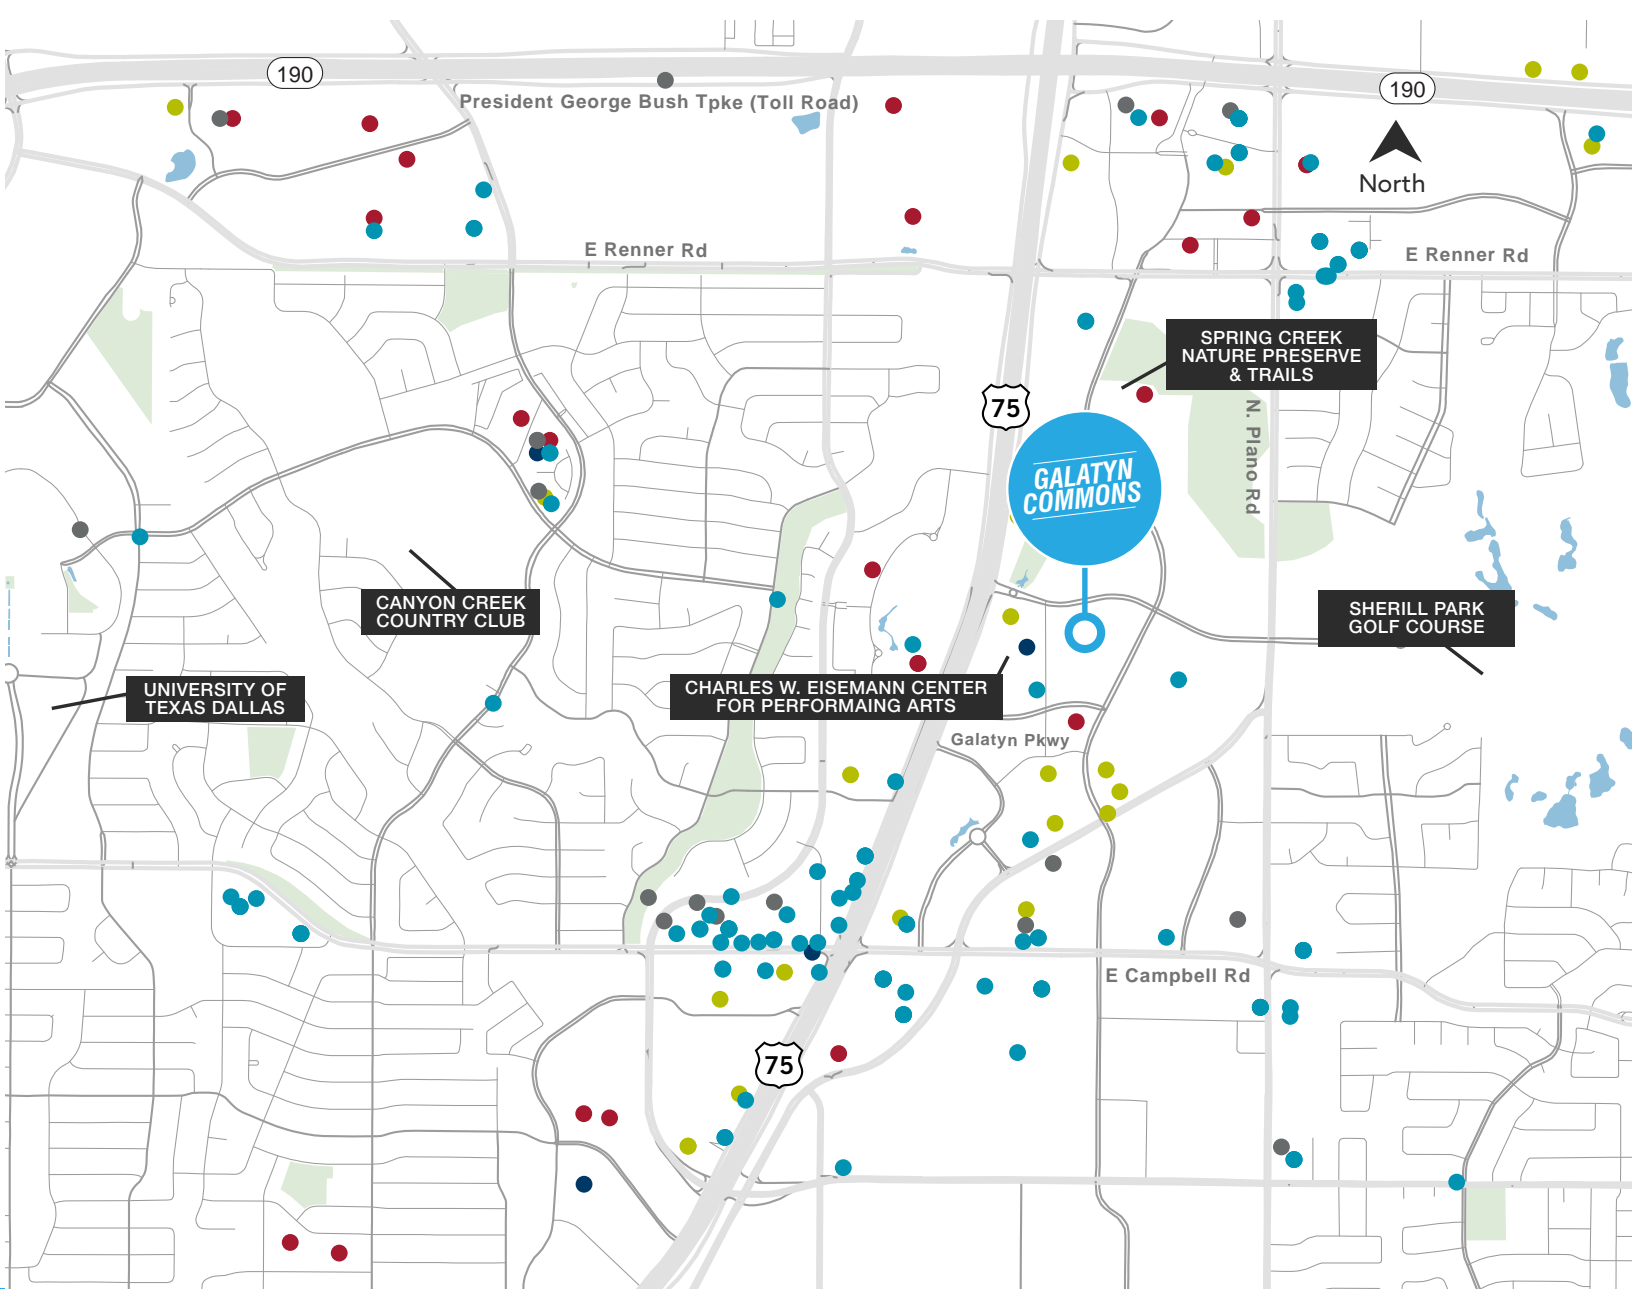 190
President George Bush Tpke (Toll Road)
190
North
E Renner Rd
E Renner Rd
SPRING CREEK
NATURE PRESERVE
& TRAILS
75
N. Plano Rd
GALATYN
COMMONS
CANYON CREEK
COUNTRY CLUB
SHERILL PARK
GOLF COURSE
UNIVERSITY OF
TEXAS DALLAS
CHARLES W. EISEMANN CENTER
FOR PERFORMAING ARTS
Galatyn Pkwy
E Campbell Rd
75